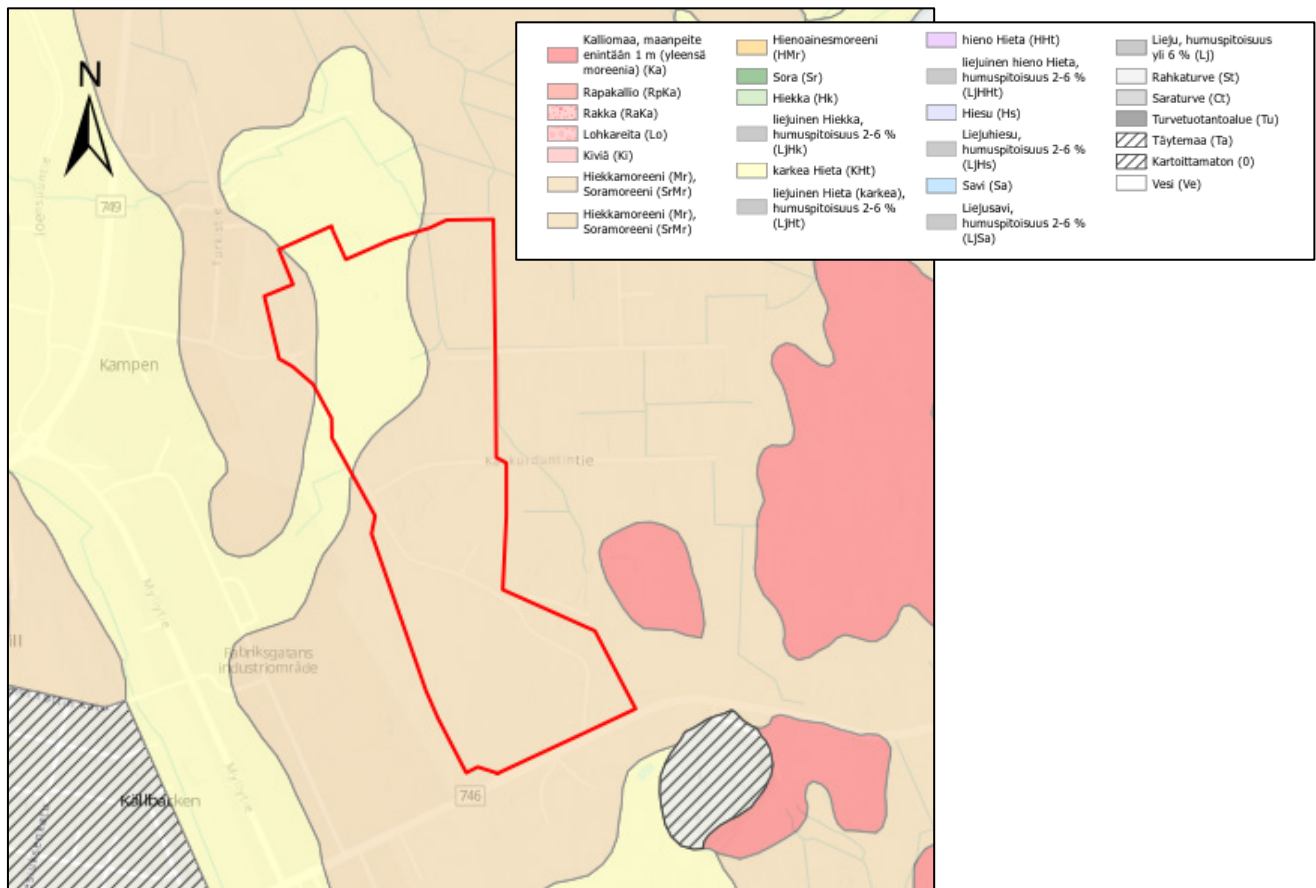 Kalliomaa, maanpeite
enintään 1 m (yleensä
moreenia) (Ka)
Rapakallio (RpKa)
Rakka (RaKa)
Lohkareita (Lo)
Kiviä (Ki)
Hiekkamoreeni (Mr),
Soramoreeni (SrMr)
Hiekkamoreeni (Mr),
Soramoreeni (SrMr)
Hienoainesmoreeni
(HMr)
Sora (Sr)
Hiekka (Hk)
liejuinen Hiekka,
humuspitoisuus 2-6 %
(LjHk)
karkea Hieta (KHt)
liejuinen Hieta (karkea),
humuspitoisuus 2-6 %
(LjHt)
hieno Hieta (HHt)
liejuinen hieno Hieta,
humuspitoisuus 2-6 %
(LjHHt)
Hiesu (Hs)
Liejuhiesu,
humuspitoisuus 2-6 %
(LjHs)
Savi (Sa)
Liejusavi,
humuspitoisuus 2-6 %
(LjSa)
Lieju, humuspitoisuus
yli 6 % (Lj)
Rahkaturve (St)
Saraturve (Ct)
Turvetuotantoalue (Tu)
Täytemaa (Ta)
Kartoittamaton (0)
Vesi (Ve)
N
749
Joensuuntie
Turkistie
Kampen
Myllytie
Fabriksgatans
industriområde
Myllytie
Källbacken
746